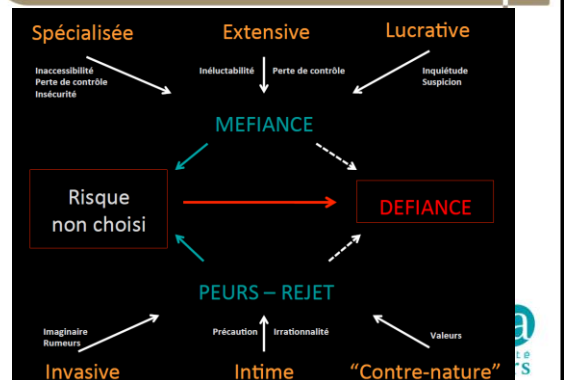 Spécialisée Extensive Lucrative
Inaccessibilité
Perte de contrôle
Insécurité
Inéluctabilité Perte de contrôle
Inquiétude
Suspicion
MEFIANCE
Risque
non choisi
DEFIANCE
PEURS – REJET
Imaginaire
Rumeurs
Précaution Irrationnalité
Valeurs
Invasive Intime "Contre-nature"